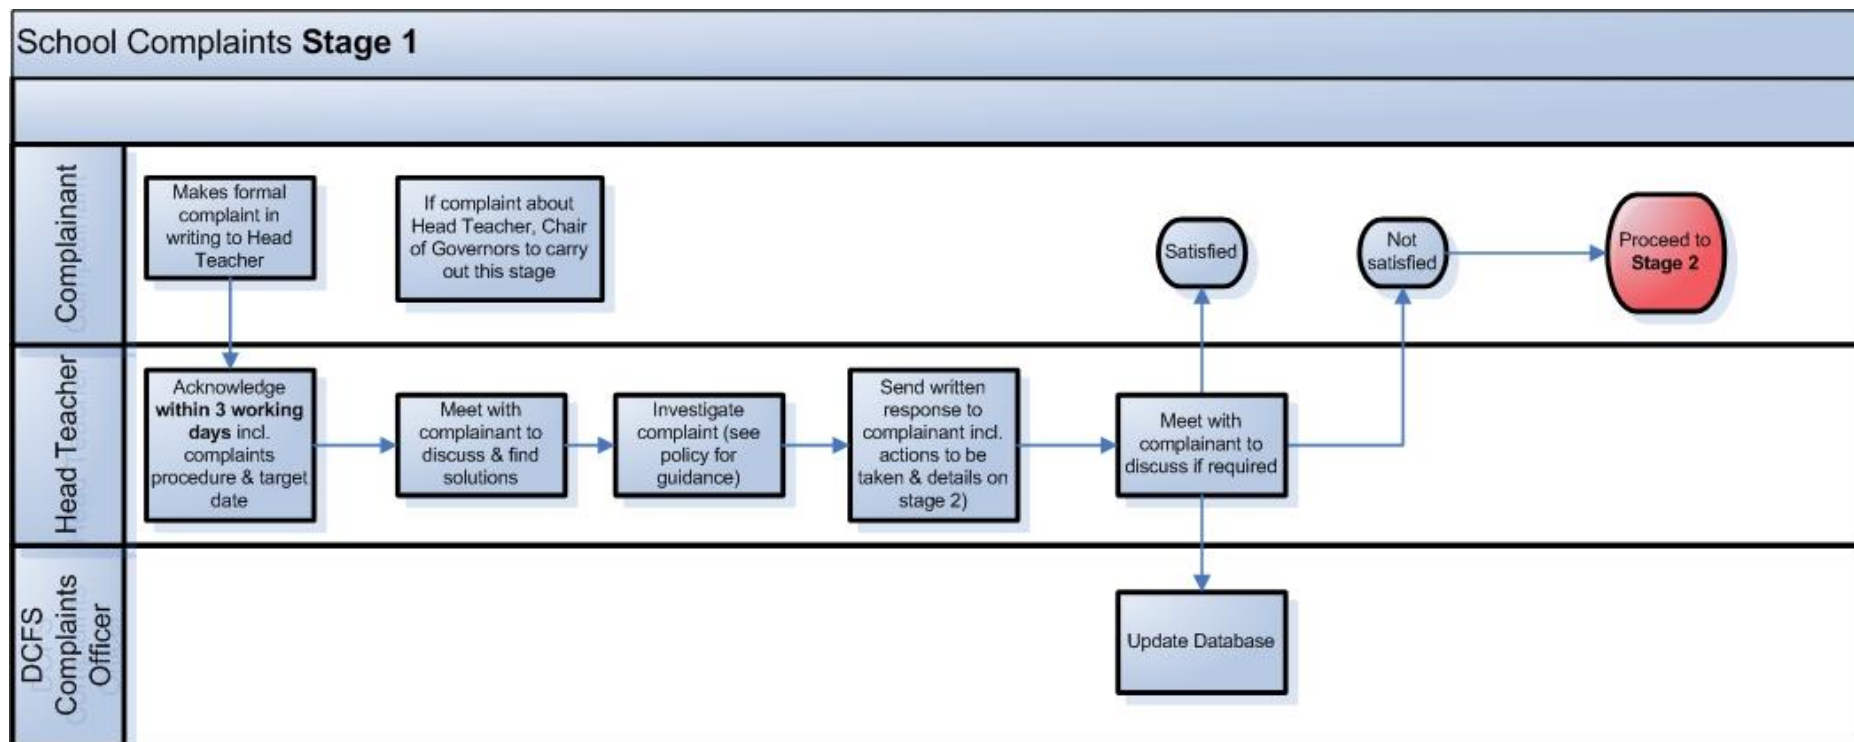 School Complaints Stage 1
Complainant
Makes formal
complaint in
writing to Head
Teacher
If complaint about
Head Teacher, Chair
of Governors to carry
out this stage
Satisfied
Not
satisfied
Proceed to
Stage 2
Head Teacher
Acknowledge
within 3 working
days incl.
complaints
procedure & target
date
Meet with
complainant to
discuss & find
solutions
Investigate
complaint (see
policy for
guidance)
Send written
response to
complainant incl.
actions to be
taken & details on
stage 2)
Meet with
complainant to
discuss if required
DCFS
Complaints
Officer
Update Database